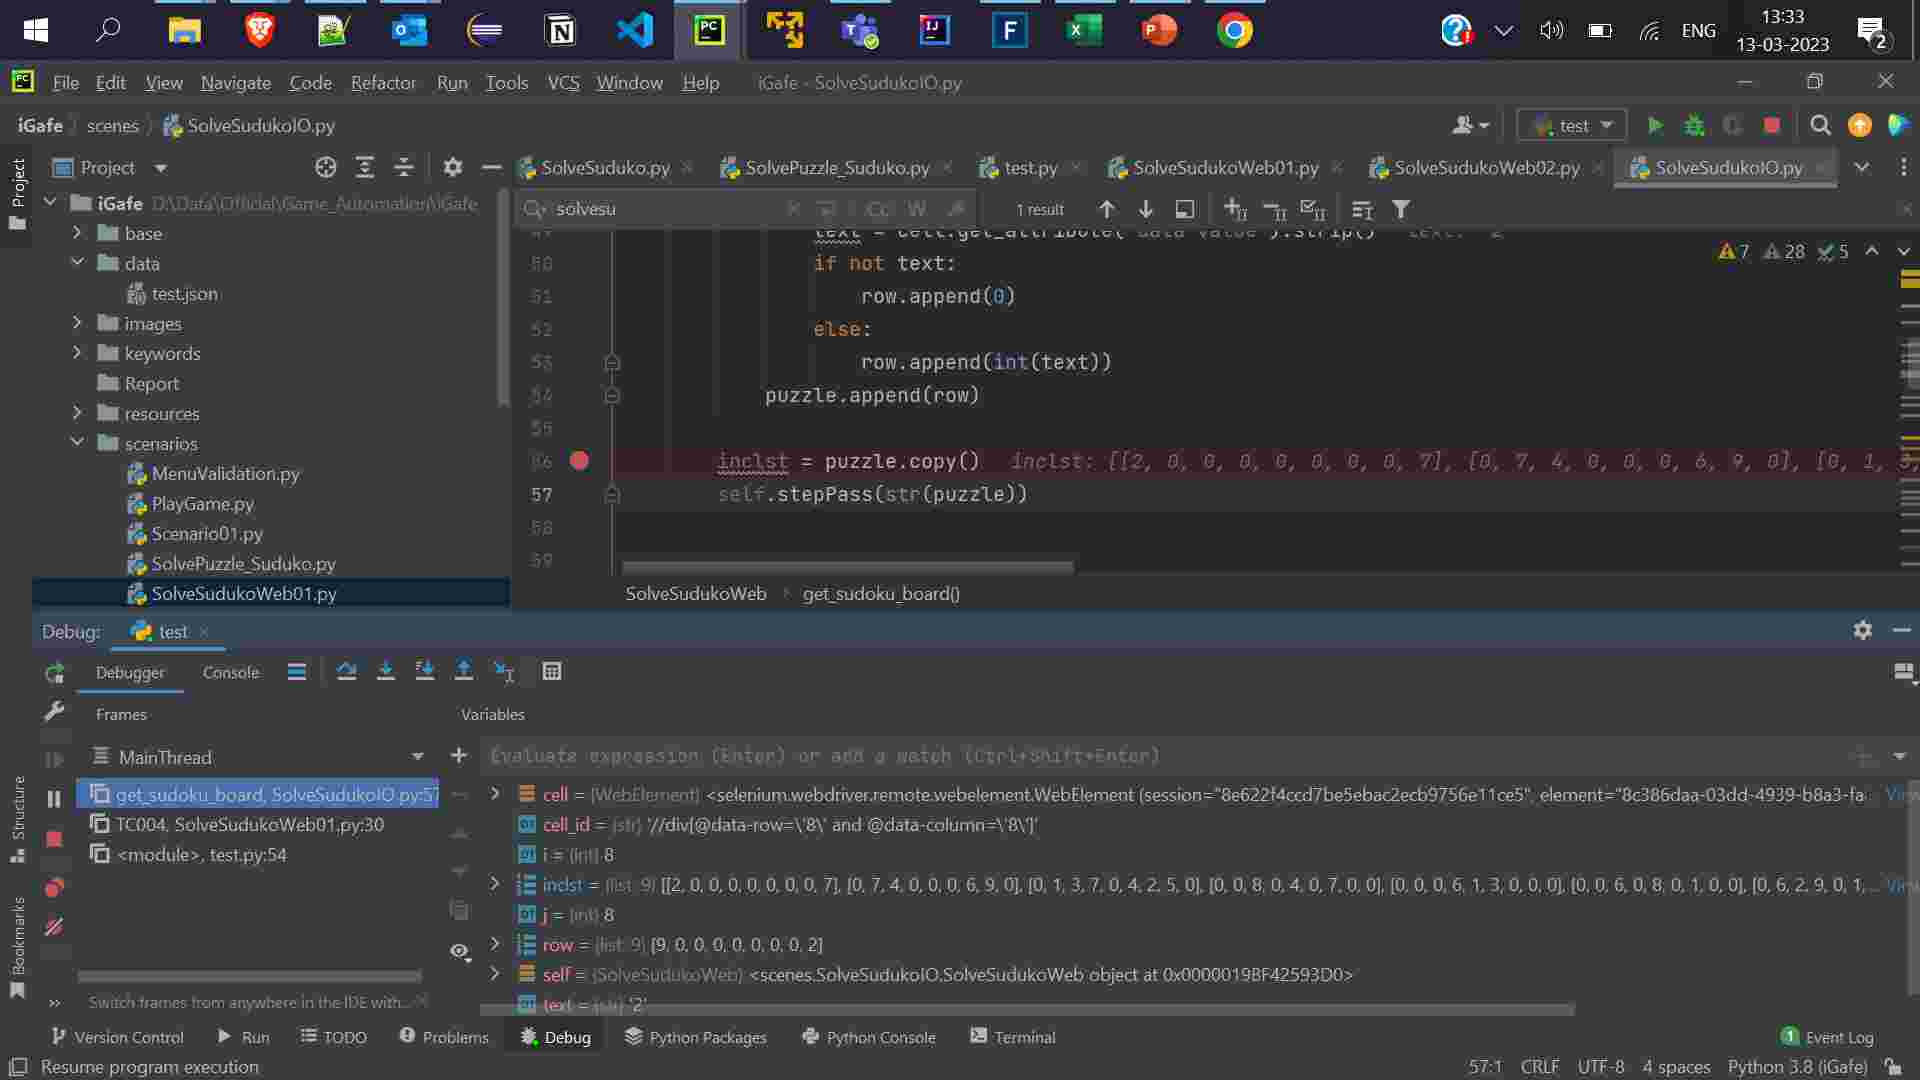 13:33
ENG
13-03-2023
2
File Edit View Navigate Code Refactor Run Tools VCS Window Help iGafe - SolveSudukoIO.py
iGafe scenes SolveSudukoIO.py
test
Project
Project
SolveSuduko.py
SolvePuzzle_Suduko.py
test.py
SolveSudukoWeb01.py
SolveSudukoWeb02.py
SolveSudukoIO.py
iGafe D:\Data\Official\Game_Automation\iGafe
base
data
test.json
images
keywords
Report
resources
scenarios
MenuValidation.py
PlayGame.py
Scenario01.py
SolvePuzzle_Suduko.py
SolveSudukoWeb01.py
solvesu
Cc W
1 result
7 28 5
text = cell.get_attribute("data-value").strip() text: '2'
50 if not text:
51 row.append(0)
52 else:
53 row.append(int(text))
54 puzzle.append(row)
55
56 inclst = puzzle.copy() inclst: [[2, 0, 0, 0, 0, 0, 0, 0, 7], [0, 7, 4, 0, 0, 0, 6, 9, 0], [0, 1, 3,
57 self.stepPass(str(puzzle))
58
59
SolveSudukoWeb get_sudoku_board()
Debug: test
Debugger Console
Frames
Variables
MainThread
Evaluate expression (Enter) or add a watch (Ctrl+Shift+Enter)
get_sudoku_board, SolveSudukoIO.py:57
TC004, SolveSudukoWeb01.py:30
<module>, test.py:54
cell = {WebElement} <selenium.webdriver.remote.webelement.WebElement (session="8e622f4ccd7be5ebac2ecb9756e11ce5", element="8c386daa-03dd-4939-b8a3-fa... View
cell_id = {str} '//div[@data-row=\'8\' and @data-column=\'8\']'
i = {int} 8
inclst = {list: 9} [[2, 0, 0, 0, 0, 0, 0, 0, 7], [0, 7, 4, 0, 0, 0, 6, 9, 0], [0, 1, 3, 7, 0, 4, 2, 5, 0], [0, 0, 8, 0, 4, 0, 7, 0, 0], [0, 0, 0, 6, 1, 3, 0, 0, 0], [0, 0, 6, 0, 8, 0, 1, 0, 0], [0, 6, 2, 9, 0, 1,... View
j = {int} 8
row = {list: 9} [9, 0, 0, 0, 0, 0, 0, 0, 2]
self = {SolveSudukoWeb} <scenes.SolveSudukoIO.SolveSudukoWeb object at 0x0000019BF42593D0>
text = {str} '2'
Structure
Bookmarks
Switch frames from anywhere in the IDE with...
Version Control Run TODO Problems Debug Python Packages Python Console Terminal
1 Event Log
Resume program execution
57:1 CRLF UTF-8 4 spaces Python 3.8 (iGafe)